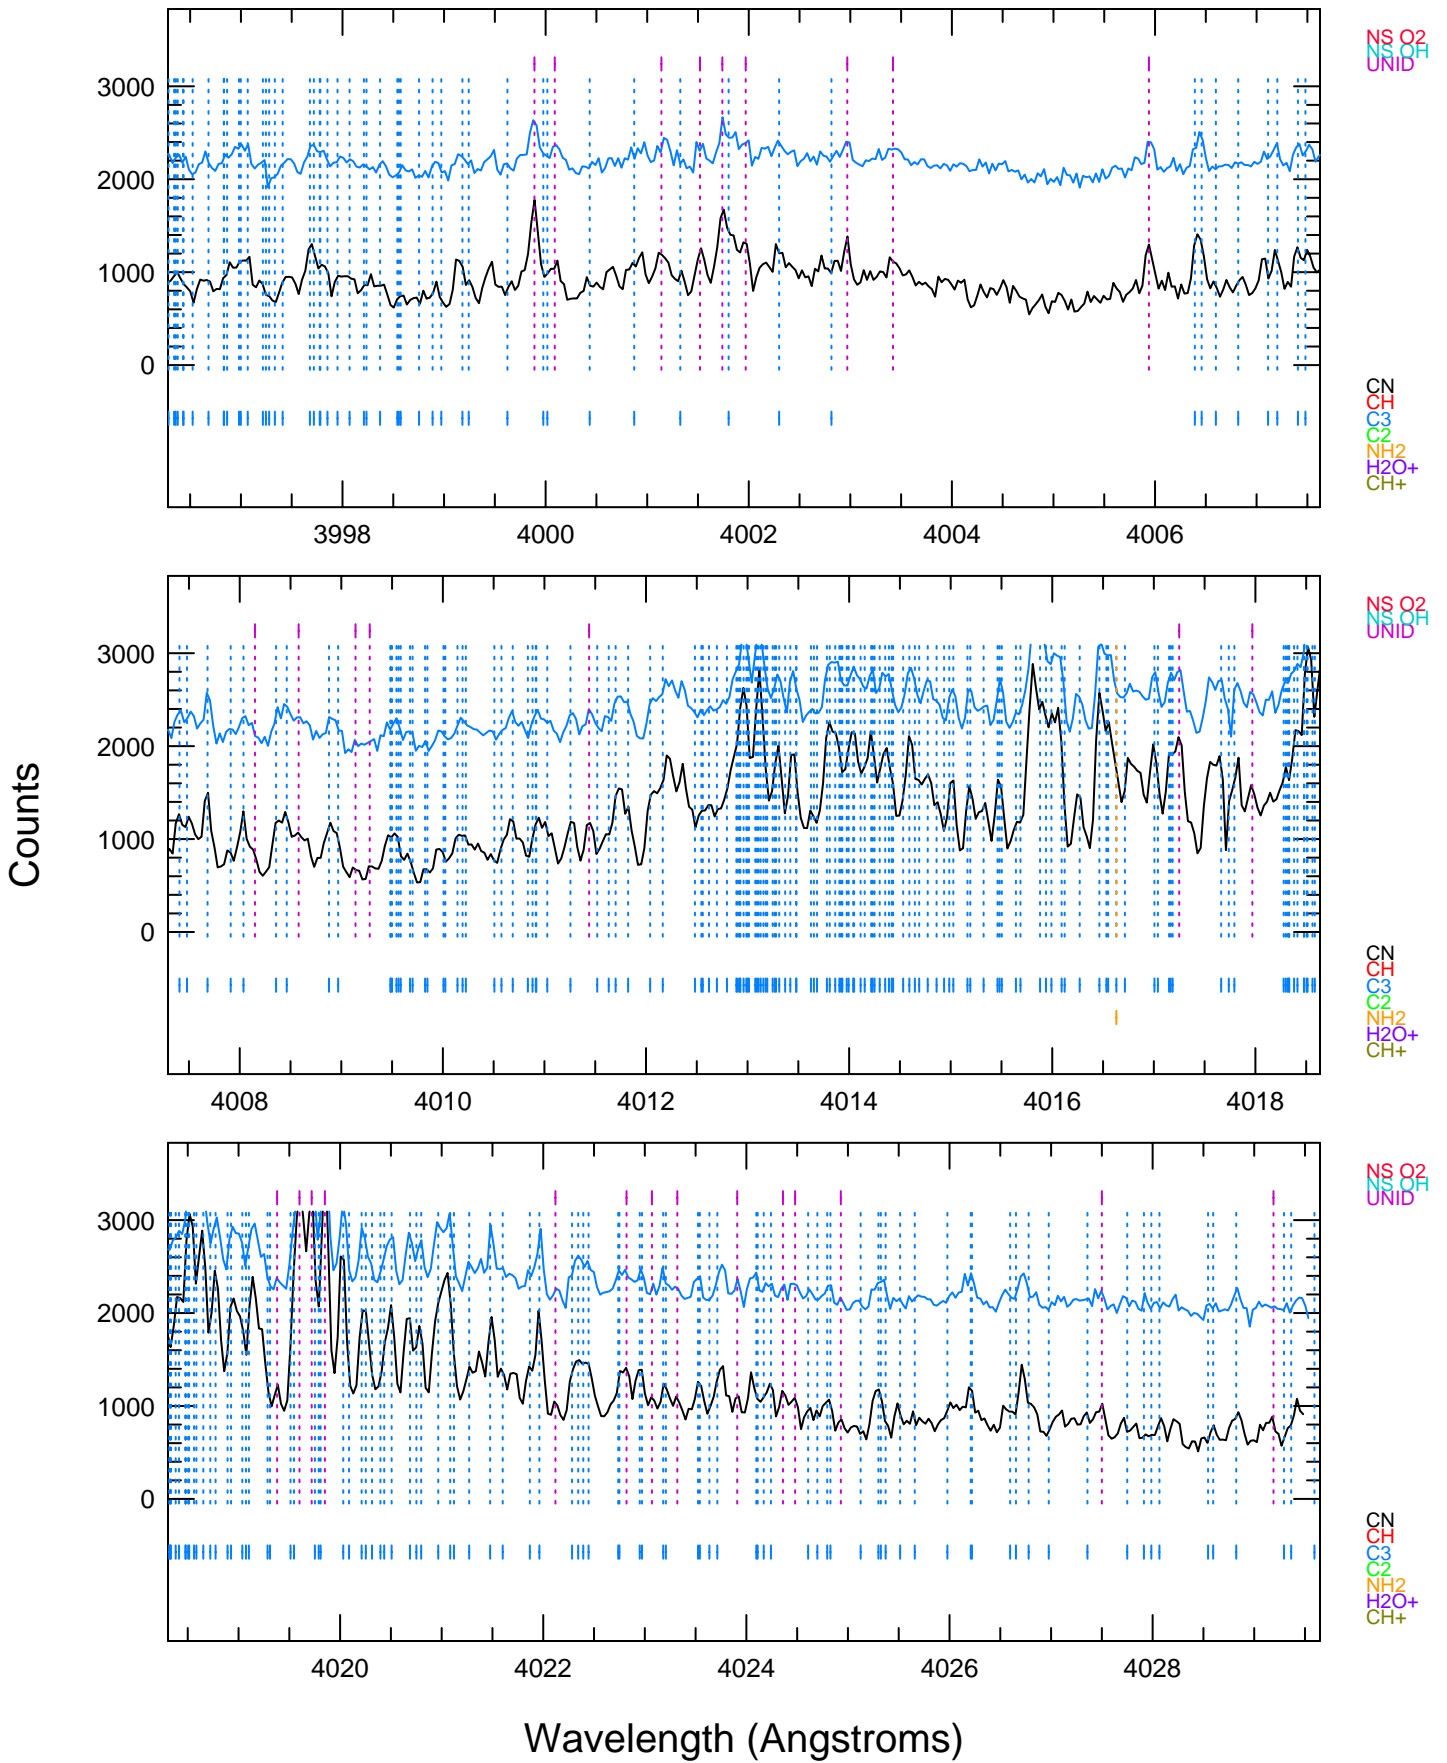 NS O2
NS OH
UNID
3000
2000
1000
0
CN
CH
C3
C2
NH2
H2O+
CH+
3998 4000 4002 4004 4006
NS O2
NS OH
UNID
3000
2000
1000
0
CN
CH
C3
C2
NH2
H2O+
CH+
4008 4010 4012 4014 4016 4018
Counts
NS O2
NS OH
UNID
3000
2000
1000
0
CN
CH
C3
C2
NH2
H2O+
CH+
4020 4022 4024 4026 4028
Wavelength (Angstroms)